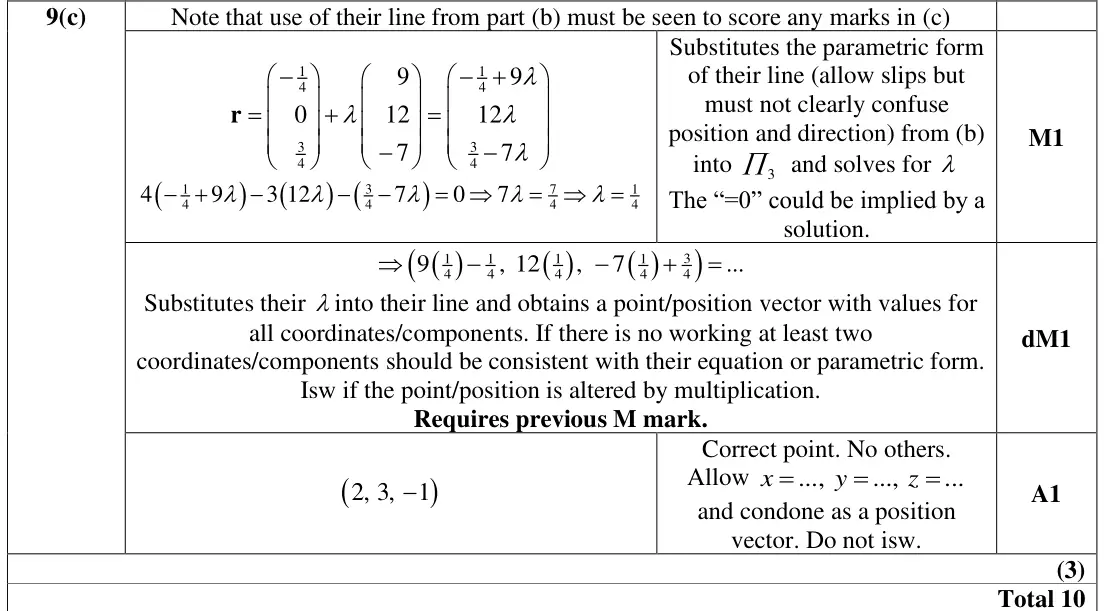 9(c) Note that use of their line from part (b) must be seen to score any marks in (c)
r = (−1/4, 0, 3/4) + λ(9, 12, −7) = (−1/4 + 9λ, 12λ, 3/4 − 7λ)
4(−1/4 + 9λ) − 3(12λ) − (3/4 − 7λ) = 0 ⇒ 7λ = 7/4 ⇒ λ = 1/4
Substitutes the parametric form
of their line (allow slips but
must not clearly confuse
position and direction) from (b)
into Π₃ and solves for λ
The “=0” could be implied by a
solution.
M1
⇒ (9(1/4) − 1/4, 12(1/4), −7(1/4) + 3/4) = ...
Substitutes their λ into their line and obtains a point/position vector with values for
all coordinates/components. If there is no working at least two
coordinates/components should be consistent with their equation or parametric form.
Isw if the point/position is altered by multiplication.
Requires previous M mark.
dM1
(2, 3, −1)
Correct point. No others.
Allow x = ..., y = ..., z = ...
and condone as a position
vector. Do not isw.
A1
(3)
Total 10